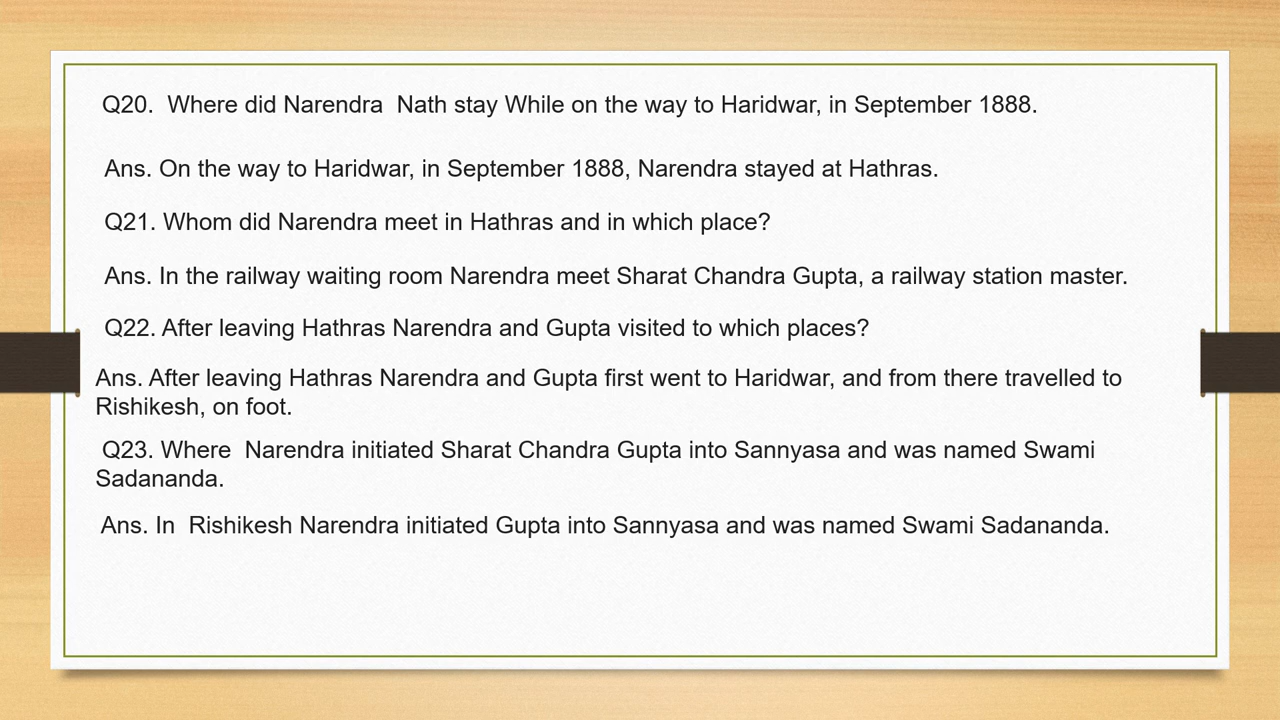 Q20.  Where did Narendra  Nath stay While on the way to Haridwar, in September 1888.
Ans. On the way to Haridwar, in September 1888, Narendra stayed at Hathras.
Q21. Whom did Narendra meet in Hathras and in which place?
Ans. In the railway waiting room Narendra meet Sharat Chandra Gupta, a railway station master.
Q22. After leaving Hathras Narendra and Gupta visited to which places?
Ans. After leaving Hathras Narendra and Gupta first went to Haridwar, and from there travelled to
Rishikesh, on foot.
Q23. Where  Narendra initiated Sharat Chandra Gupta into Sannyasa and was named Swami
Sadananda.
Ans. In  Rishikesh Narendra initiated Gupta into Sannyasa and was named Swami Sadananda.